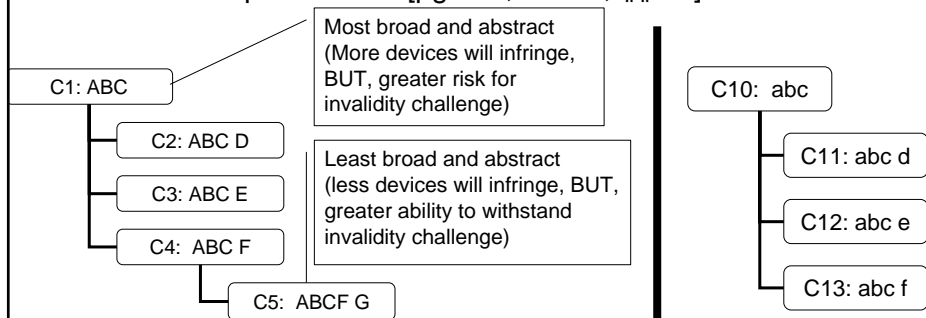 Most broad and abstract
(More devices will infringe,
BUT, greater risk for
invalidity challenge)
C1: ABC
C2: ABC D
C3: ABC E
C4: ABC F
C5: ABCF G
Least broad and abstract
(less devices will infringe, BUT,
greater ability to withstand
invalidity challenge)
C10: abc
C11: abc d
C12: abc e
C13: abc f